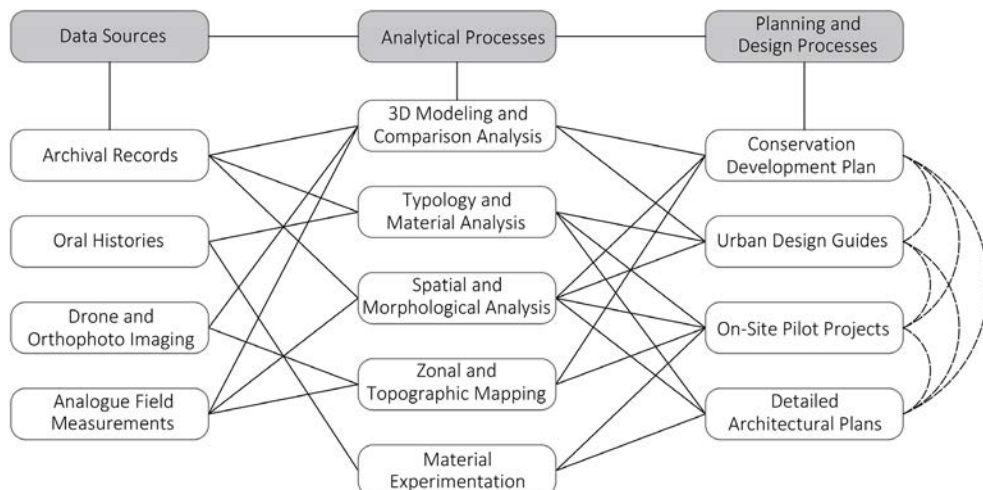 Data Sources
Analytical Processes
Planning and
Design Processes
Archival Records
Oral Histories
Drone and
Orthophoto Imaging
Analogue Field
Measurements
3D Modeling and
Comparison Analysis
Typology and
Material Analysis
Spatial and
Morphological Analysis
Zonal and
Topographic Mapping
Material
Experimentation
Conservation
Development Plan
Urban Design Guides
On-Site Pilot Projects
Detailed
Architectural Plans